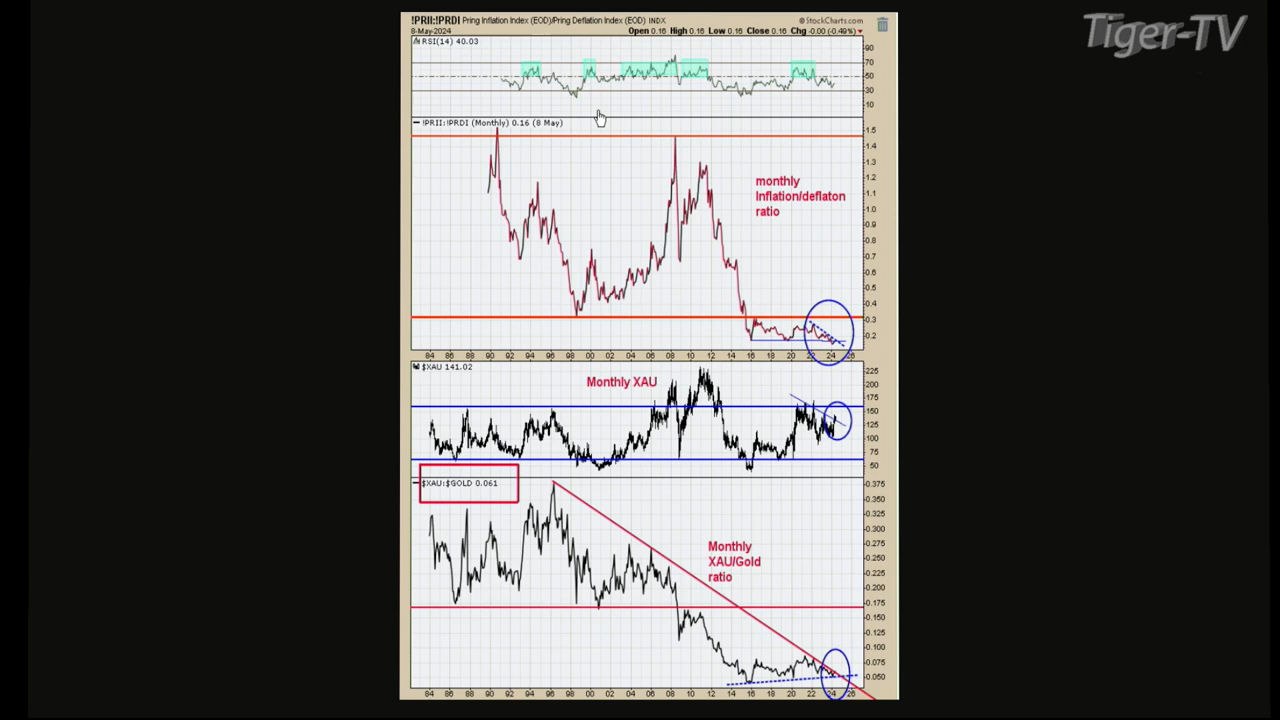 Tiger-TV
!PRII:!PRDI Pring Inflation Index (EOD)/Pring Deflation Index (EOD) INDX © StockCharts.com
8-May-2024 Open 0.16 High 0.16 Low 0.16 Close 0.16 Chg -0.00 (-0.49%)
RSI(14) 40.03
90
70
50
30
10
!PRII:!PRDI (Monthly) 0.16 (8 May)
1.5
1.4
1.3
1.2
1.1
1.0
0.9
0.8
0.7
0.6
0.5
0.4
0.3
0.2
monthly
Inflation/deflaton
ratio
84 86 88 90 92 94 96 98 00 02 04 06 08 10 12 14 16 18 20 22 24 26
$XAU 141.02
Monthly XAU
225
200
175
150
125
100
75
50
$XAU:$GOLD 0.061
0.375
0.350
0.325
0.300
0.275
0.250
0.225
0.200
0.175
0.150
0.125
0.100
0.075
0.050
Monthly
XAU/Gold
ratio
84 86 88 90 92 94 96 98 00 02 04 06 08 10 12 14 16 18 20 22 24 26